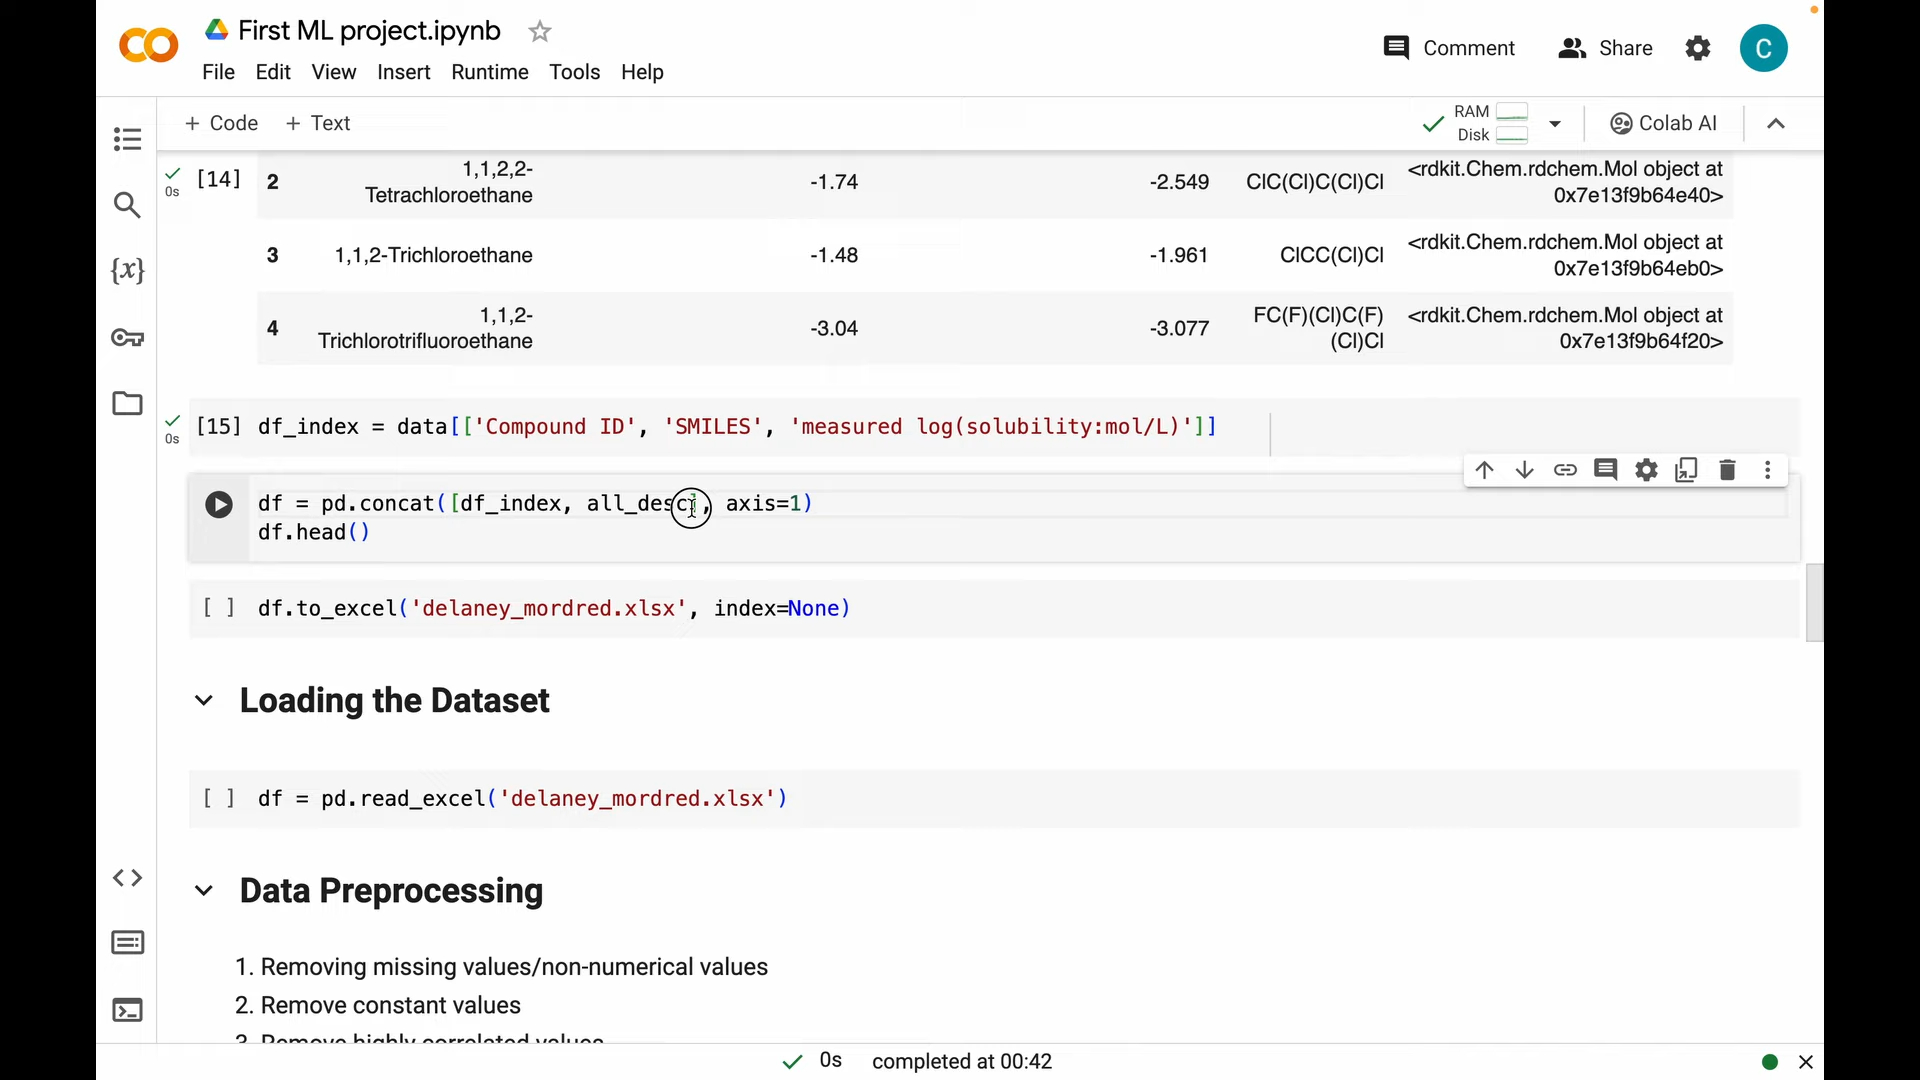 First ML project.ipynb
Comment
Share
C
File Edit View Insert Runtime Tools Help
+ Code + Text
RAM
Disk
Colab AI
[14]
0s
2 1,1,2,2-
Tetrachloroethane
-1.74 -2.549 ClC(Cl)C(Cl)Cl
<rdkit.Chem.rdchem.Mol object at
0x7e13f9b64e40>
3 1,1,2-Trichloroethane -1.48 -1.961 ClCC(Cl)Cl
<rdkit.Chem.rdchem.Mol object at
0x7e13f9b64eb0>
4 1,1,2-
Trichlorotrifluoroethane
-3.04 -3.077
FC(F)(Cl)C(F)
(Cl)Cl
<rdkit.Chem.rdchem.Mol object at
0x7e13f9b64f20>
{x}
0s
[15] df_index = data[['Compound ID', 'SMILES', 'measured log(solubility:mol/L)']]
df = pd.concat([df_index, all_desc], axis=1)
df.head()
[ ] df.to_excel('delaney_mordred.xlsx', index=None)
Loading the Dataset
[ ] df = pd.read_excel('delaney_mordred.xlsx')
Data Preprocessing
1. Removing missing values/non-numerical values
2. Remove constant values
3. Remove highly correlated values
0s completed at 00:42